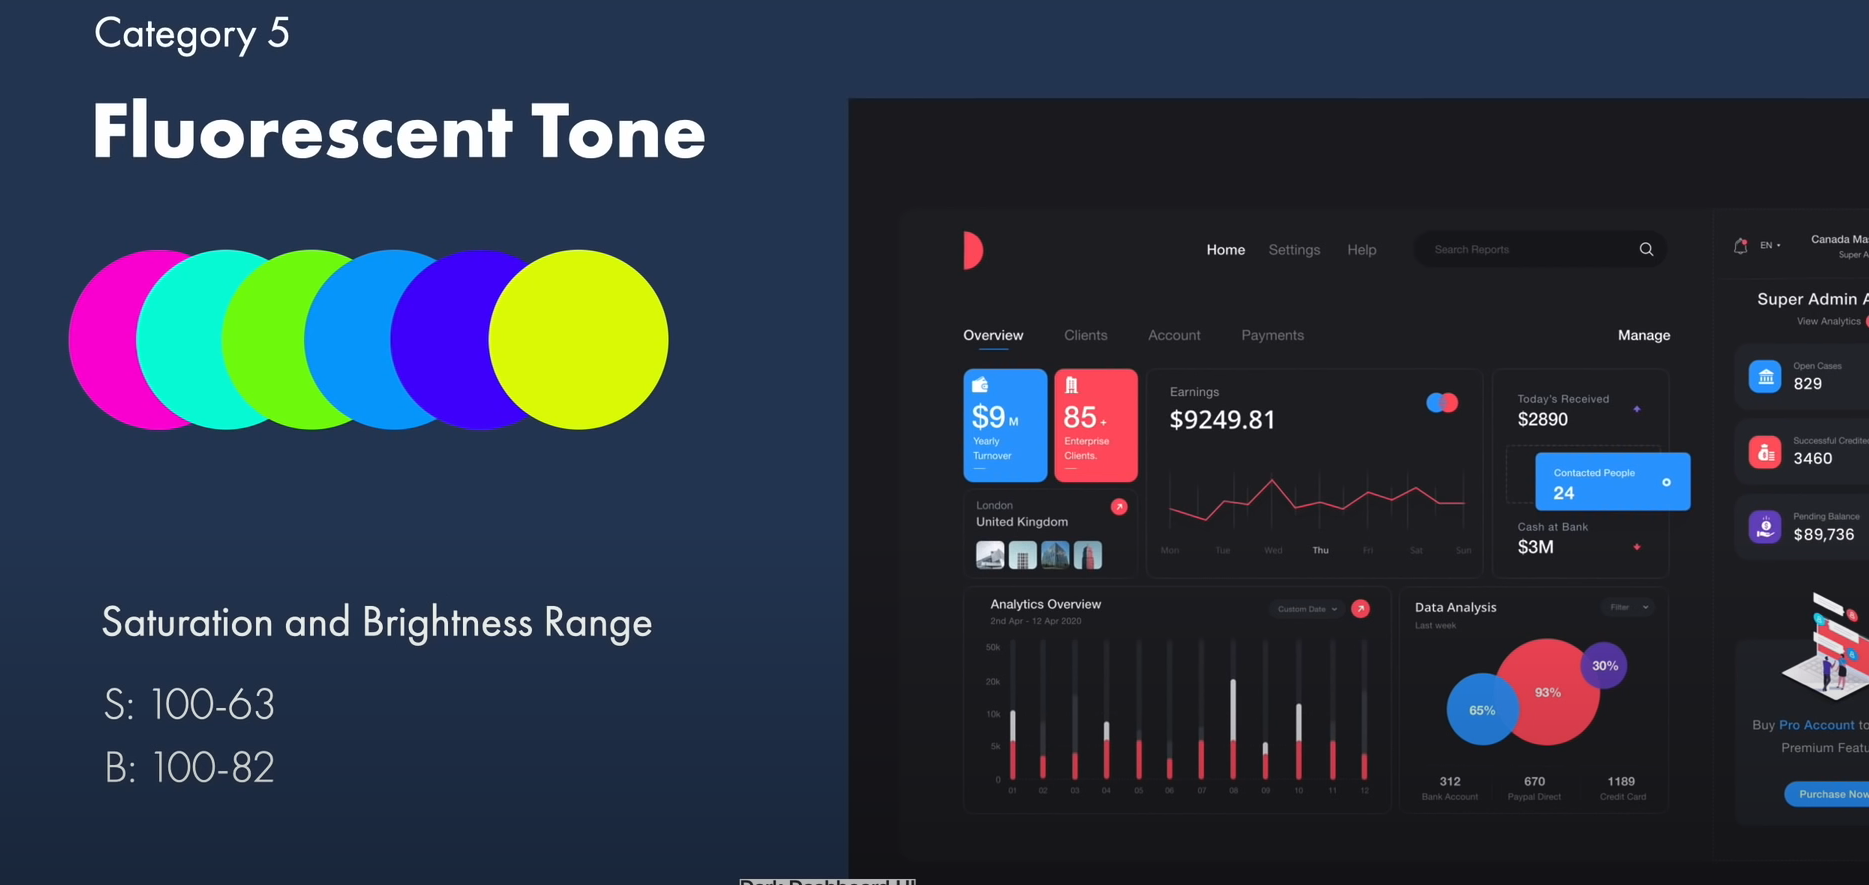 Category 5
Fluorescent Tone
Saturation and Brightness Range
S: 100-63
B: 100-82
Home Settings Help Search Reports
EN
Canada Ma
Super A
Overview Clients Account Payments Manage
$9 M
Yearly
Turnover
85 +
Enterprise
Clients.
Earnings
$9249.81
Mon Tue Wed Thu Fri Sat Sun
London
United Kingdom
Today's Received
$2890
Contacted People
24
Cash at Bank
$3M
Analytics Overview
2nd Apr - 12 Apr 2020
Custom Date
50k
20k
10k
5k
0
01 02 03 04 05 06 07 08 09 10 11 12
Data Analysis
Last week
Filter
65%
93%
30%
312 670 1189
Bank Account Paypal Direct Credit Card
Super Admin A
View Analytics
Open Cases
829
Successful Credite
3460
Pending Balance
$89,736
Buy Pro Account to
Premium Featu
Purchase Now